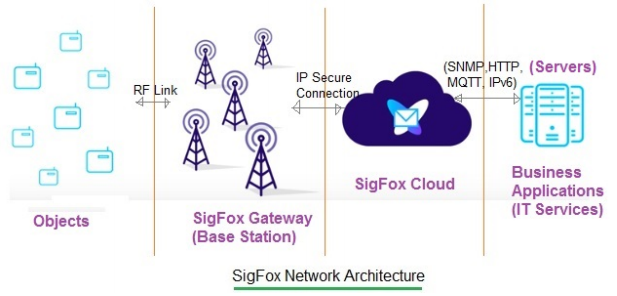 RF Link
IP Secure
Connection
(SNMP,HTTP,
MQTT, IPv6)
(Servers)
Objects
SigFox Gateway
(Base Station)
SigFox Cloud
Business
Applications
(IT Services)
SigFox Network Architecture